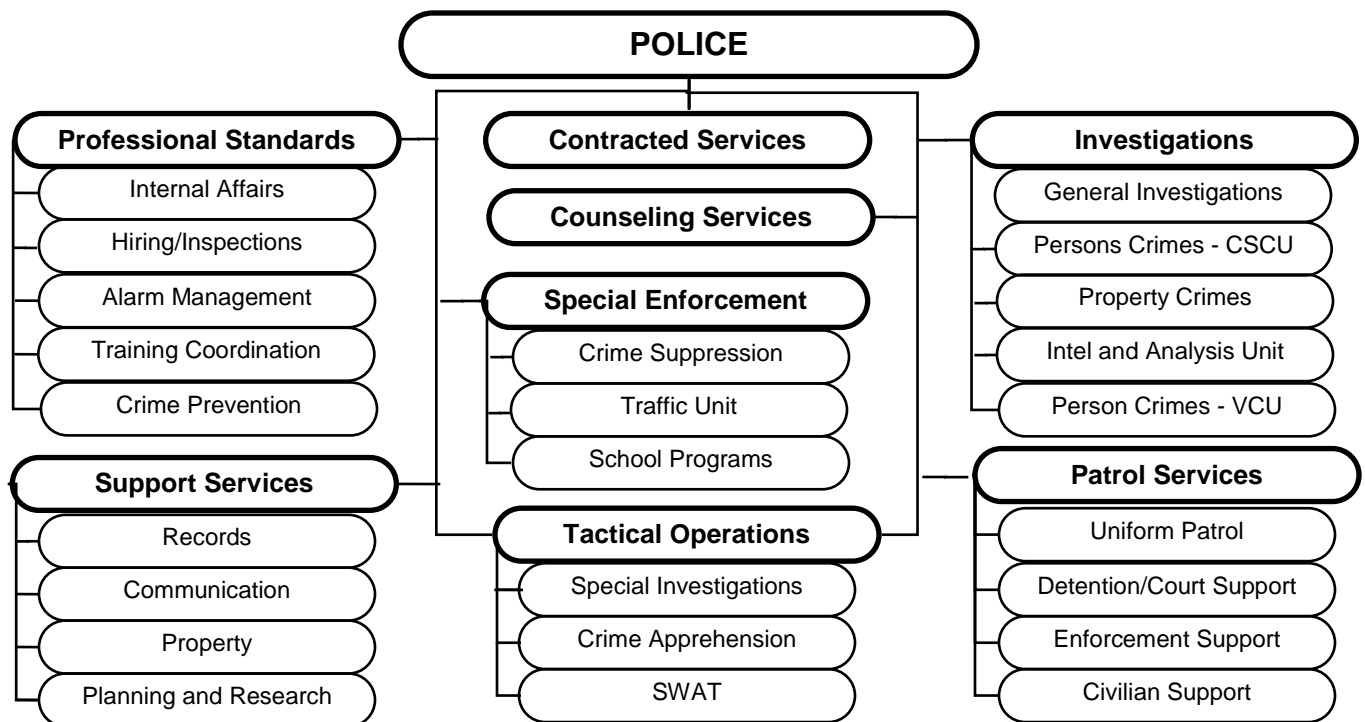 POLICE
Professional Standards
Internal Affairs
Hiring/Inspections
Alarm Management
Training Coordination
Crime Prevention
Support Services
Records
Communication
Property
Planning and Research
Contracted Services
Counseling Services
Special Enforcement
Crime Suppression
Traffic Unit
School Programs
Tactical Operations
Special Investigations
Crime Apprehension
SWAT
Investigations
General Investigations
Persons Crimes - CSCU
Property Crimes
Intel and Analysis Unit
Person Crimes - VCU
Patrol Services
Uniform Patrol
Detention/Court Support
Enforcement Support
Civilian Support